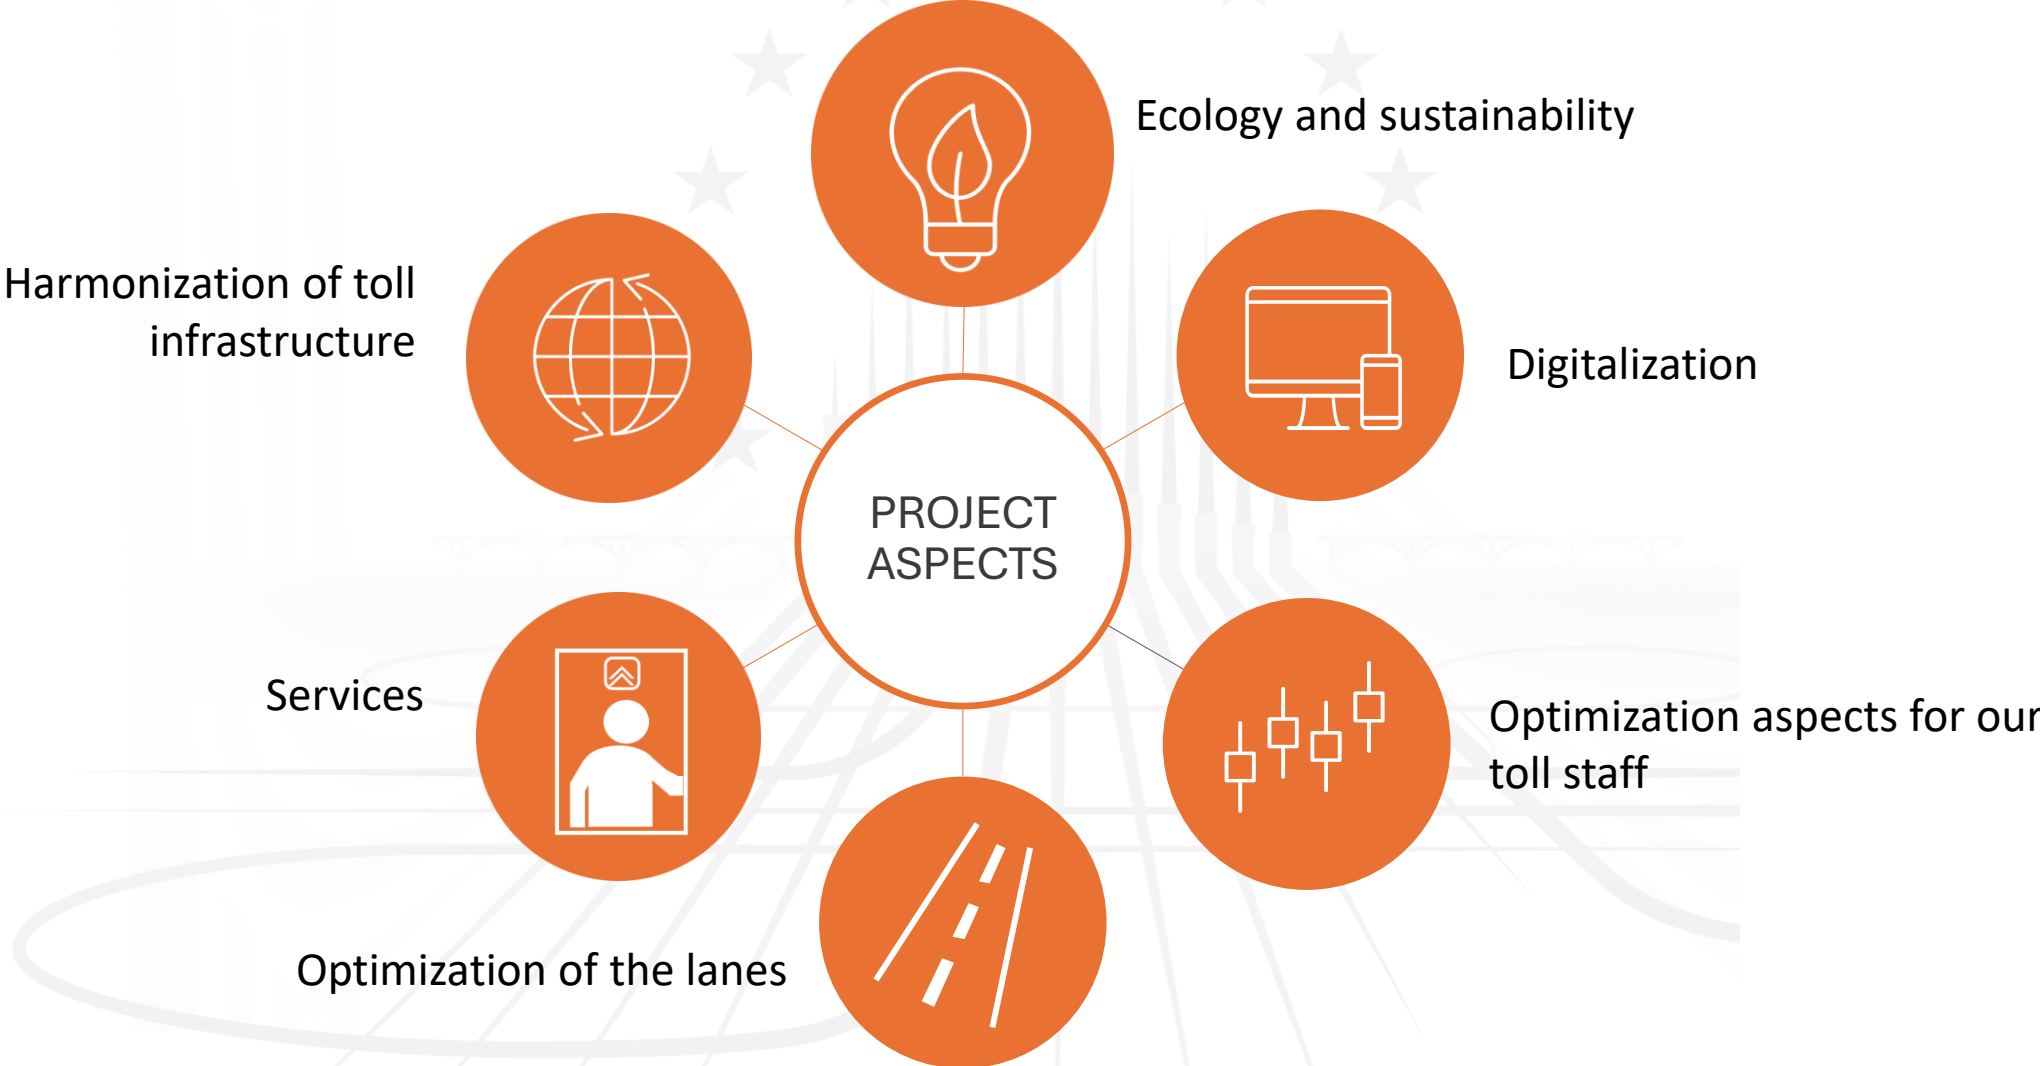 Ecology and sustainability
Harmonization of toll
infrastructure
Digitalization
PROJECT
ASPECTS
Services
Optimization aspects for our
toll staff
Optimization of the lanes